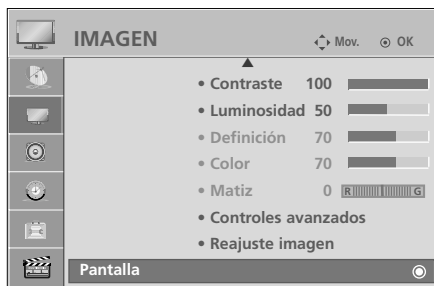 IMAGEN Mov. OK
• Contraste 100
• Luminosidad 50
• Definición 70
• Color 70
• Matiz 0 R G
• Controles avanzados
• Reajuste imagen
Pantalla